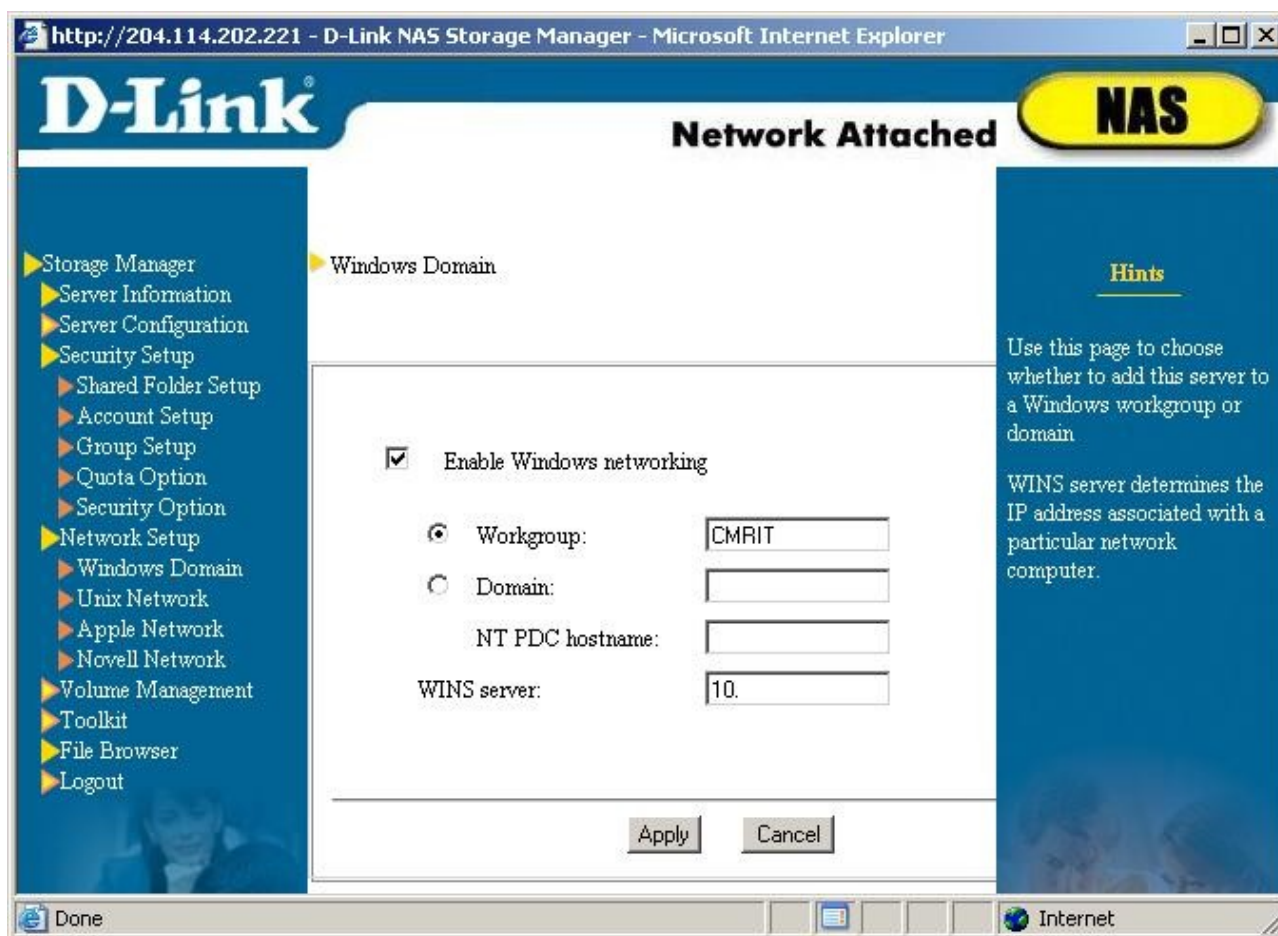 http://204.114.202.221 - D-Link NAS Storage Manager - Microsoft Internet Explorer
D-Link®
Network Attached
NAS
Storage Manager
Server Information
Server Configuration
Security Setup
Shared Folder Setup
Account Setup
Group Setup
Quota Option
Security Option
Network Setup
Windows Domain
Unix Network
Apple Network
Novell Network
Volume Management
Toolkit
File Browser
Logout
Windows Domain
Enable Windows networking
Workgroup: CMRIT
Domain:
NT PDC hostname:
WINS server: 10.
Apply Cancel
Hints
Use this page to choose
whether to add this server to
a Windows workgroup or
domain
WINS server determines the
IP address associated with a
particular network
computer.
Done
Internet